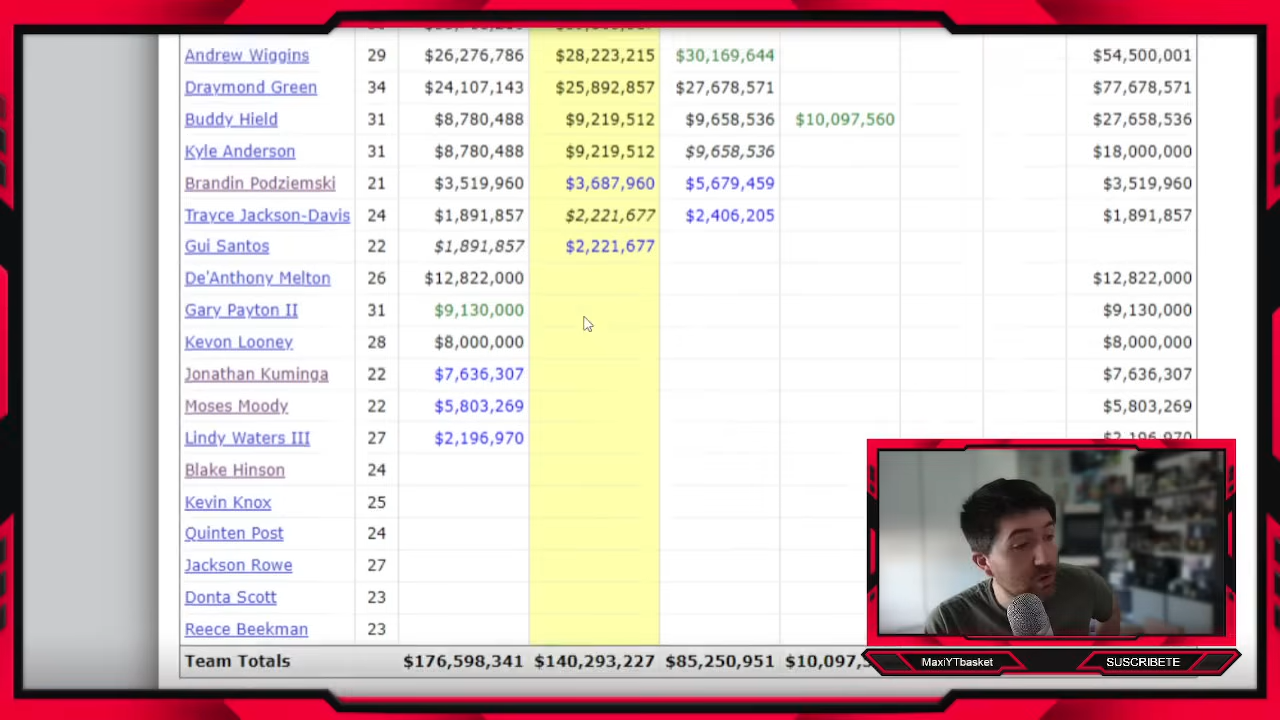 Andrew Wiggins 29 $26,276,786 $28,223,215 $30,169,644 $54,500,001
Draymond Green 34 $24,107,143 $25,892,857 $27,678,571 $77,678,571
Buddy Hield 31 $8,780,488 $9,219,512 $9,658,536 $10,097,560 $27,658,536
Kyle Anderson 31 $8,780,488 $9,219,512 $9,658,536 $18,000,000
Brandin Podziemski 21 $3,519,960 $3,687,960 $5,679,459 $3,519,960
Trayce Jackson-Davis 24 $1,891,857 $2,221,677 $2,406,205 $1,891,857
Gui Santos 22 $1,891,857 $2,221,677
De'Anthony Melton 26 $12,822,000 $12,822,000
Gary Payton II 31 $9,130,000 $9,130,000
Kevon Looney 28 $8,000,000 $8,000,000
Jonathan Kuminga 22 $7,636,307 $7,636,307
Moses Moody 22 $5,803,269 $5,803,269
Lindy Waters III 27 $2,196,970 $2,196,970
Blake Hinson 24
Kevin Knox 25
Quinten Post 24
Jackson Rowe 27
Donta Scott 23
Reece Beekman 23
Team Totals $176,598,341 $140,293,227 $85,250,951
MaxiYTbasket
SUSCRIBETE